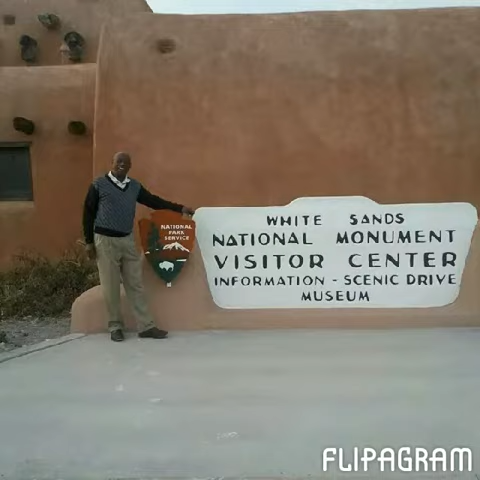 NATIONAL
PARK
SERVICE
WHITE SANDS
NATIONAL MONUMENT
VISITOR CENTER
INFORMATION - SCENIC DRIVE
MUSEUM
FLIPAGRAM